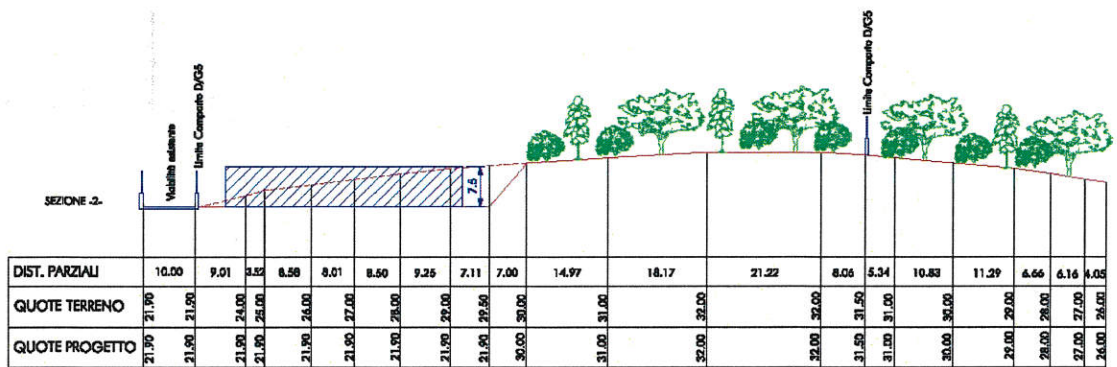 Viabilità esistente
Limite Comparto D/G5
Limite Comparto D/G5
SEZIONE -2-
7.5
DIST. PARZIALI 10.00 9.01 3.52 8.58 8.01 8.50 9.25 7.11 7.00 14.97 18.17 21.22 8.06 5.34 10.83 11.29 6.66 6.16 4.05
QUOTE TERRENO 21.90 21.90 24.00 25.00 26.00 27.00 28.00 29.00 29.50 30.00 31.00 32.00 32.00 31.50 31.00 30.00 29.00 28.00 27.00 26.00
QUOTE PROGETTO 21.90 21.90 21.90 21.90 21.90 21.90 21.90 21.90 21.90 30.00 31.00 32.00 32.00 31.50 31.00 30.00 29.00 28.00 27.00 26.00